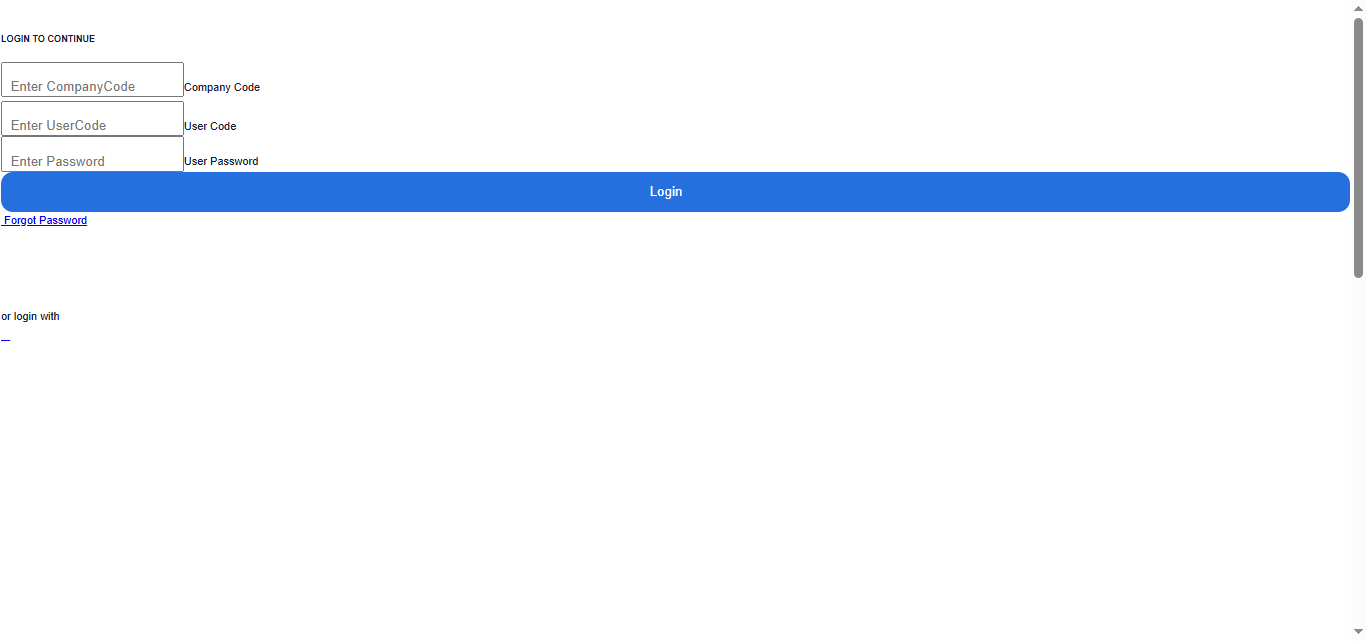 LOGIN TO CONTINUE
Enter CompanyCode Company Code
Enter UserCode User Code
Enter Password User Password
Login
Forgot Password
or login with